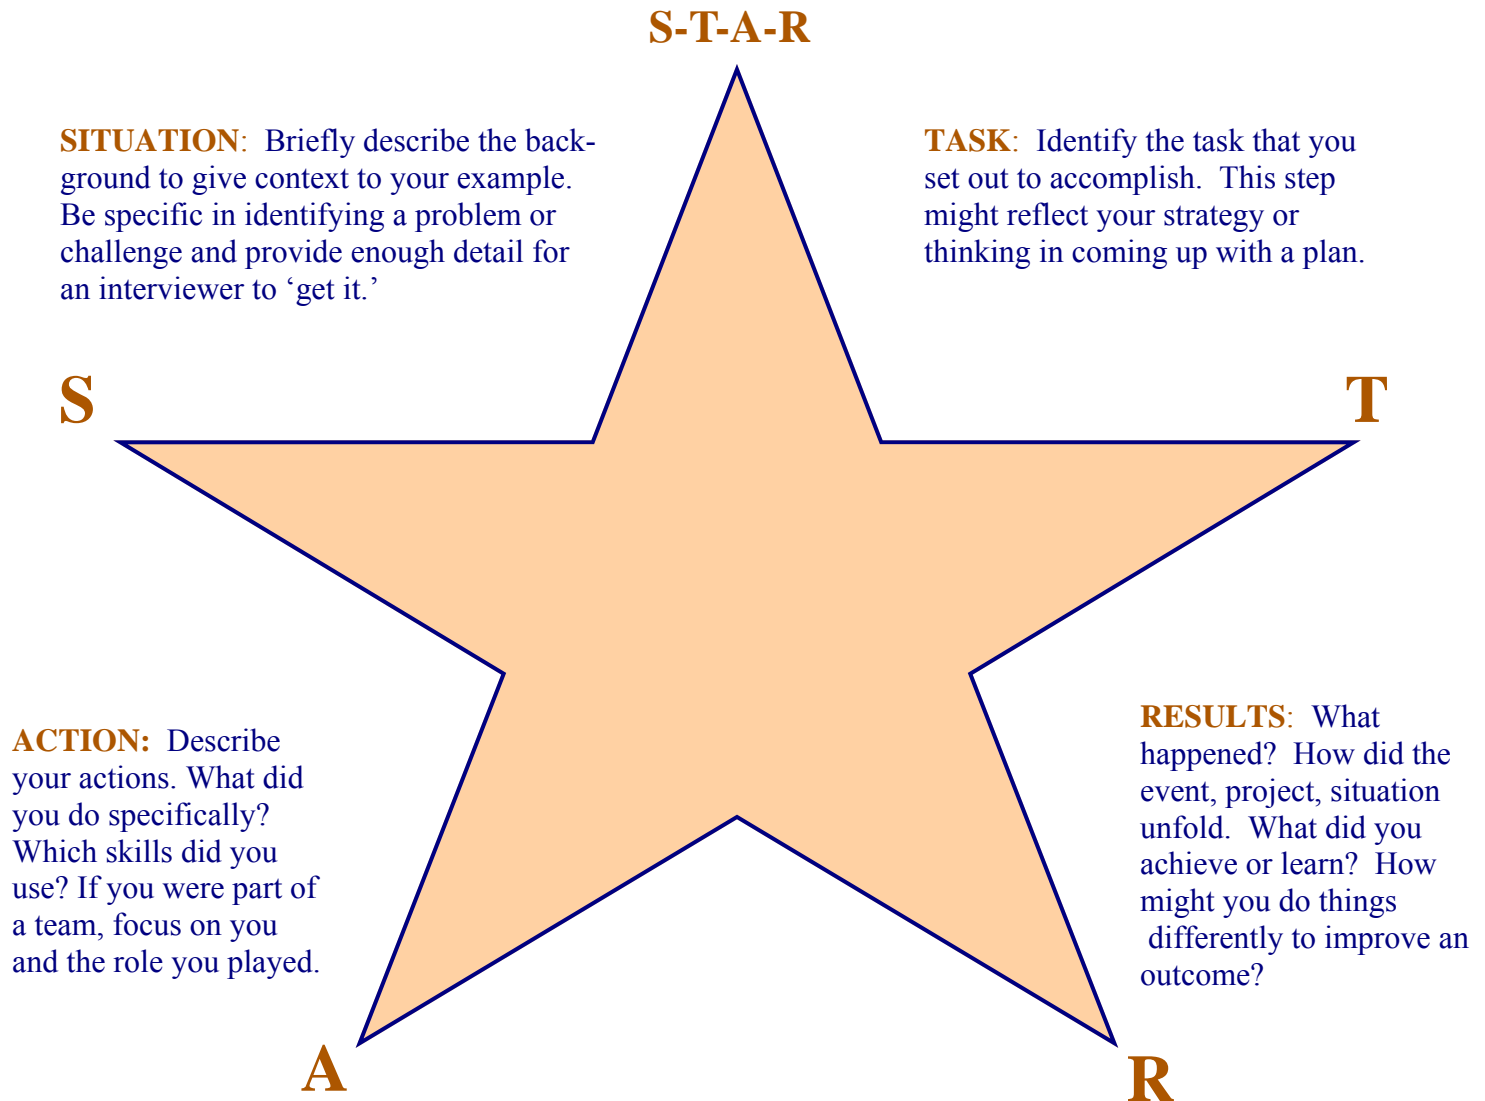 S-T-A-R
SITUATION:  Briefly describe the back-
ground to give context to your example.
Be specific in identifying a problem or
challenge and provide enough detail for
an interviewer to ‘get it.’
TASK:  Identify the task that you
set out to accomplish.  This step
might reflect your strategy or
thinking in coming up with a plan.
S
T
ACTION:  Describe
your actions. What did
you do specifically?
Which skills did you
use? If you were part of
a team, focus on you
and the role you played.
RESULTS:  What
happened?  How did the
event, project, situation
unfold.  What did you
achieve or learn?  How
might you do things
differently to improve an
outcome?
A
R